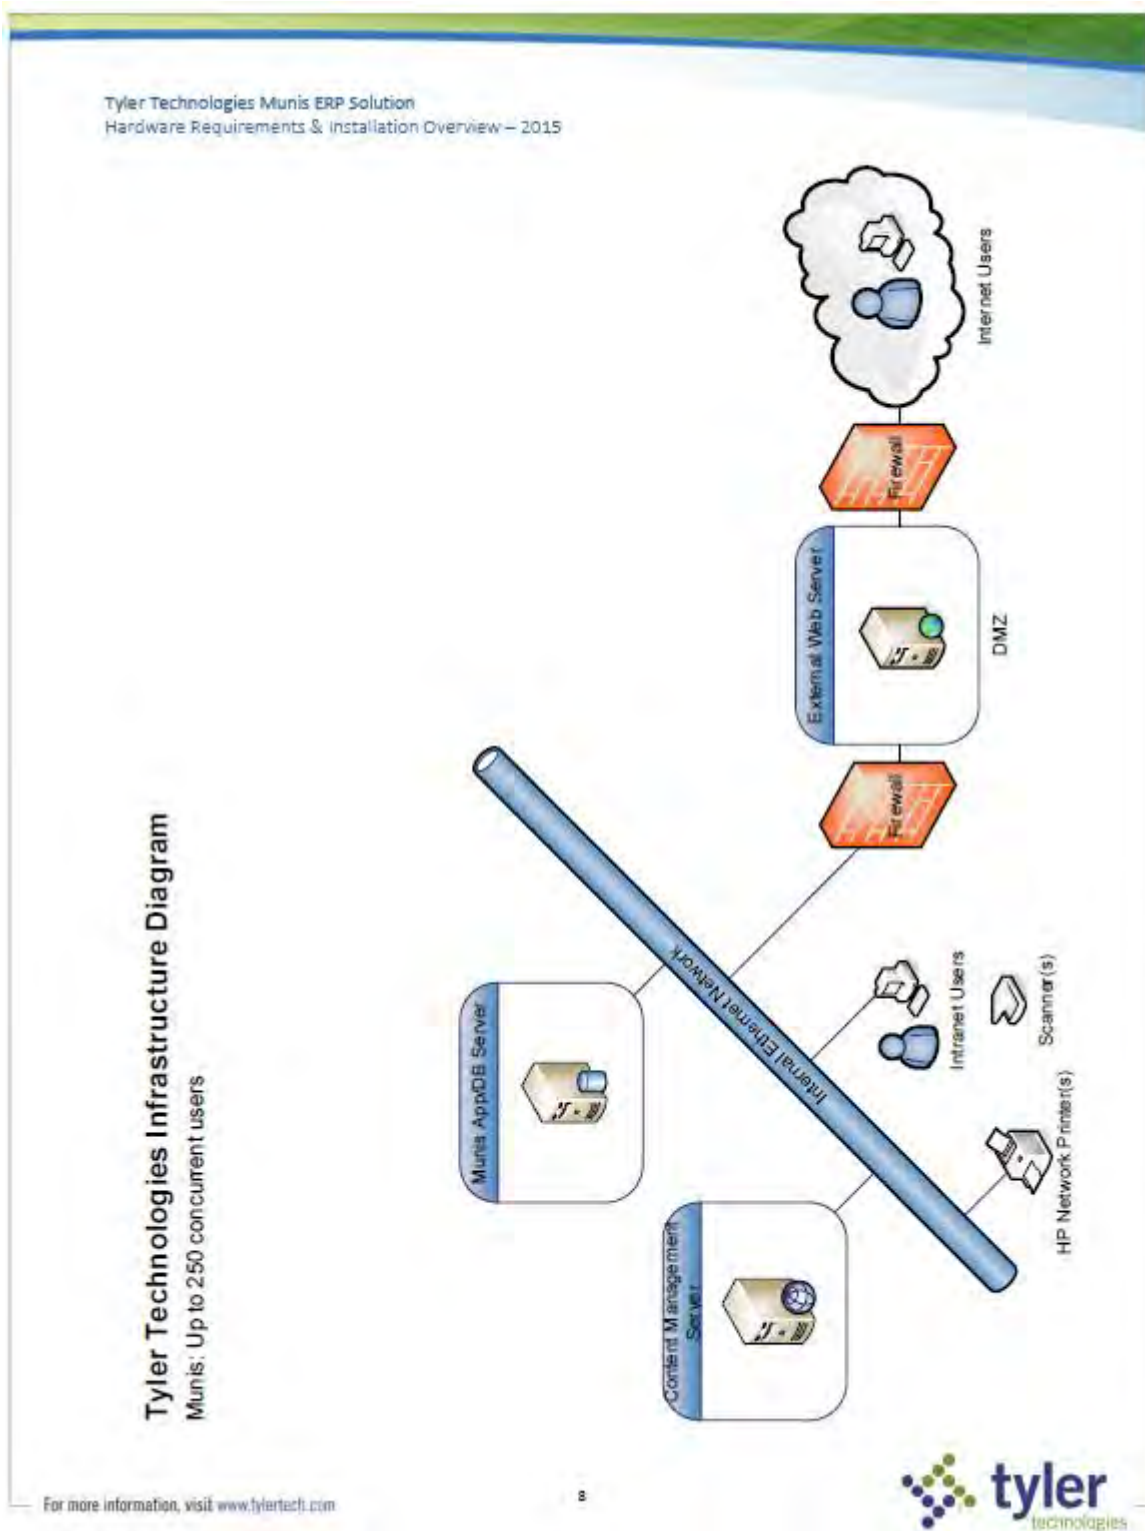 Tyler Technologies Munis ERP Solution
Hardware Requirements & Installation Overview – 2015
Tyler Technologies Infrastructure Diagram
Munis: Up to 250 concurrent users
Munis App/DB Server
Content Management
Server
Internal Ethernet Network
HP Network Printer(s)
Scanner(s)
Intranet Users
Firewall
External Web Server
DMZ
Firewall
Internet Users
For more information, visit www.tylertech.com
8
tyler
technologies